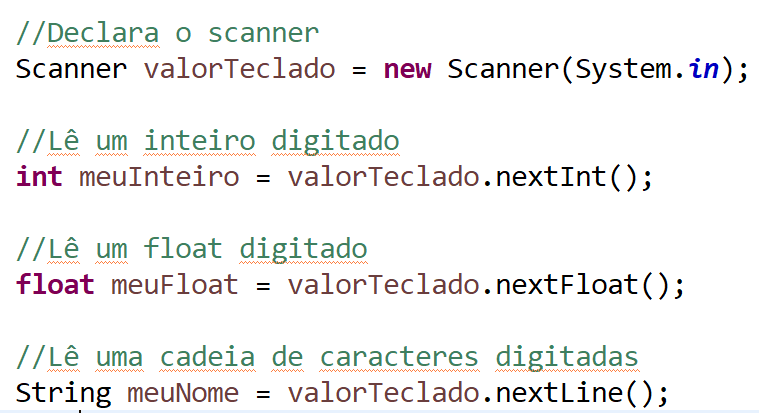 //Declara o scanner
Scanner valorTeclado = new Scanner(System.in);
//Lê um inteiro digitado
int meuInteiro = valorTeclado.nextInt();
//Lê um float digitado
float meuFloat = valorTeclado.nextFloat();
//Lê uma cadeia de caracteres digitadas
String meuNome = valorTeclado.nextLine();